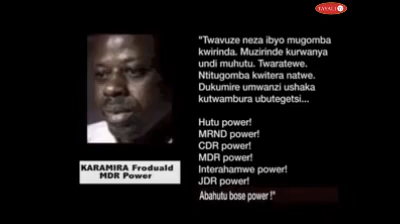 TAVALI
"Twavuze neza ibyo mugomba
kwirinda. Muzirinde kurwanya
undi muhutu. Twaratewe.
Ntitugomba kwitera natwe.
Dukumire umwanzi ushaka
kutwambura ubutegetsi...
Hutu power!
MRND power!
CDR power!
MDR power!
Interahamwe power!
JDR power!
Abahutu bose power !"
KARAMIRA Froduald
MDR Power